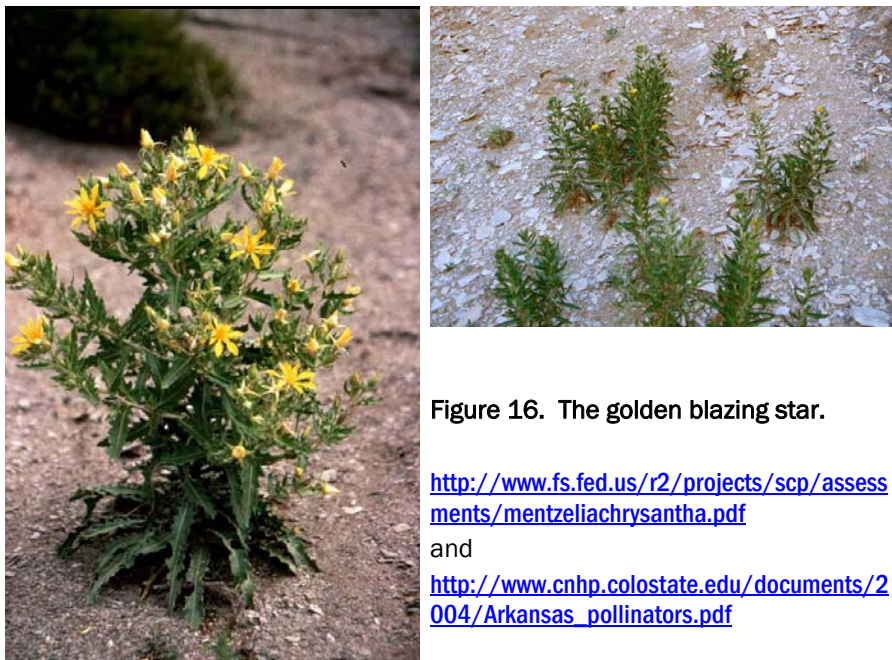 Figure 16.  The golden blazing star.
http://www.fs.fed.us/r2/projects/scp/assess
ments/mentzeliachrysantha.pdf
and
http://www.cnhp.colostate.edu/documents/2
004/Arkansas_pollinators.pdf